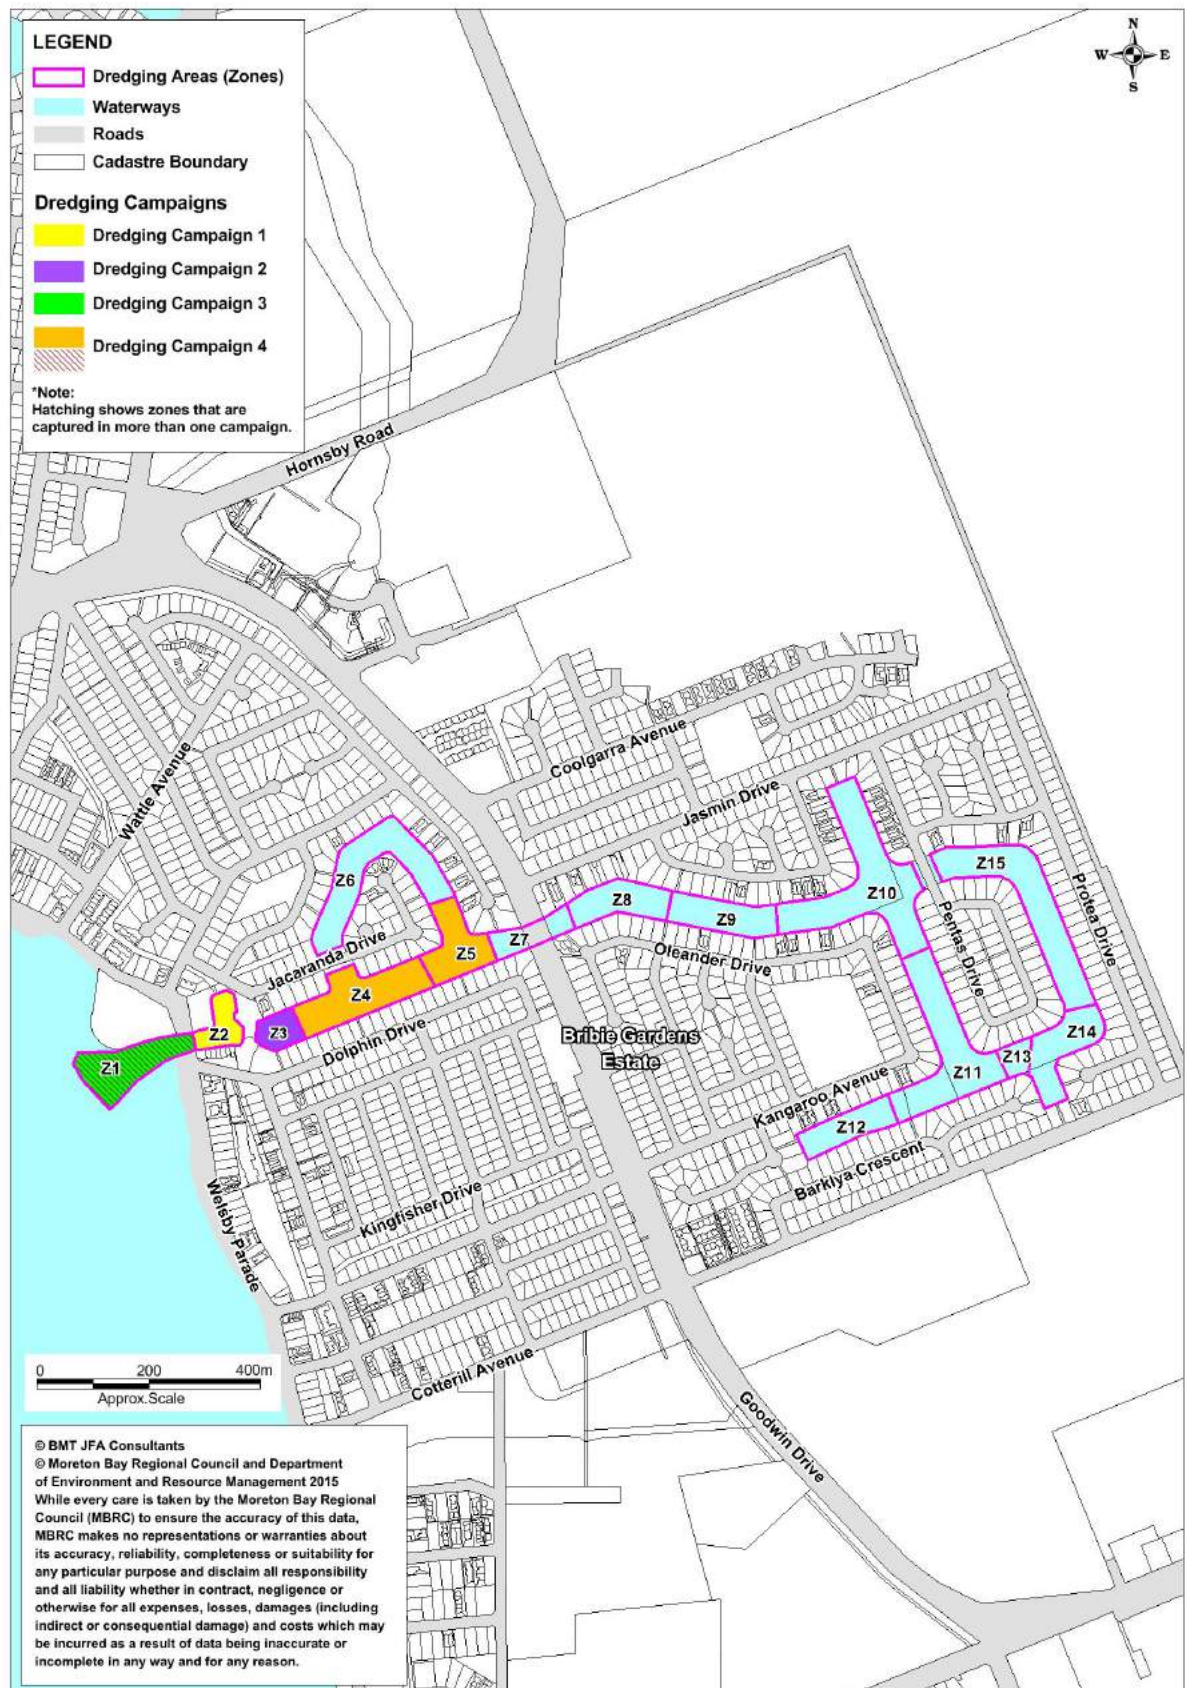 LEGEND
Dredging Areas (Zones)
Waterways
Roads
Cadastre Boundary
Dredging Campaigns
Dredging Campaign 1
Dredging Campaign 2
Dredging Campaign 3
Dredging Campaign 4
*Note:
Hatching shows zones that are
captured in more than one campaign.
N
W
E
S
Hornsby Road
Wattle Avenue
Coolgarra Avenue
Jasmin Drive
Z6
Z15
Z10
Z8
Z9
Protea Drive
Pentas Drive
Jacaranda Drive
Z7
Z5
Oleander Drive
Z4
Z2
Z3
Dolphin Drive
Bribie Gardens
Estate
Z14
Z13
Z1
Z11
Kangaroo Avenue
Z12
Barklya Crescent
Kingfisher Drive
Welsby Parade
0 200 400m
Approx.Scale
Cotterill Avenue
Goodwin Drive
© BMT JFA Consultants
© Moreton Bay Regional Council and Department
of Environment and Resource Management 2015
While every care is taken by the Moreton Bay Regional
Council (MBRC) to ensure the accuracy of this data,
MBRC makes no representations or warranties about
its accuracy, reliability, completeness or suitability for
any particular purpose and disclaim all responsibility
and all liability whether in contract, negligence or
otherwise for all expenses, losses, damages (including
indirect or consequential damage) and costs which may
be incurred as a result of data being inaccurate or
incomplete in any way and for any reason.